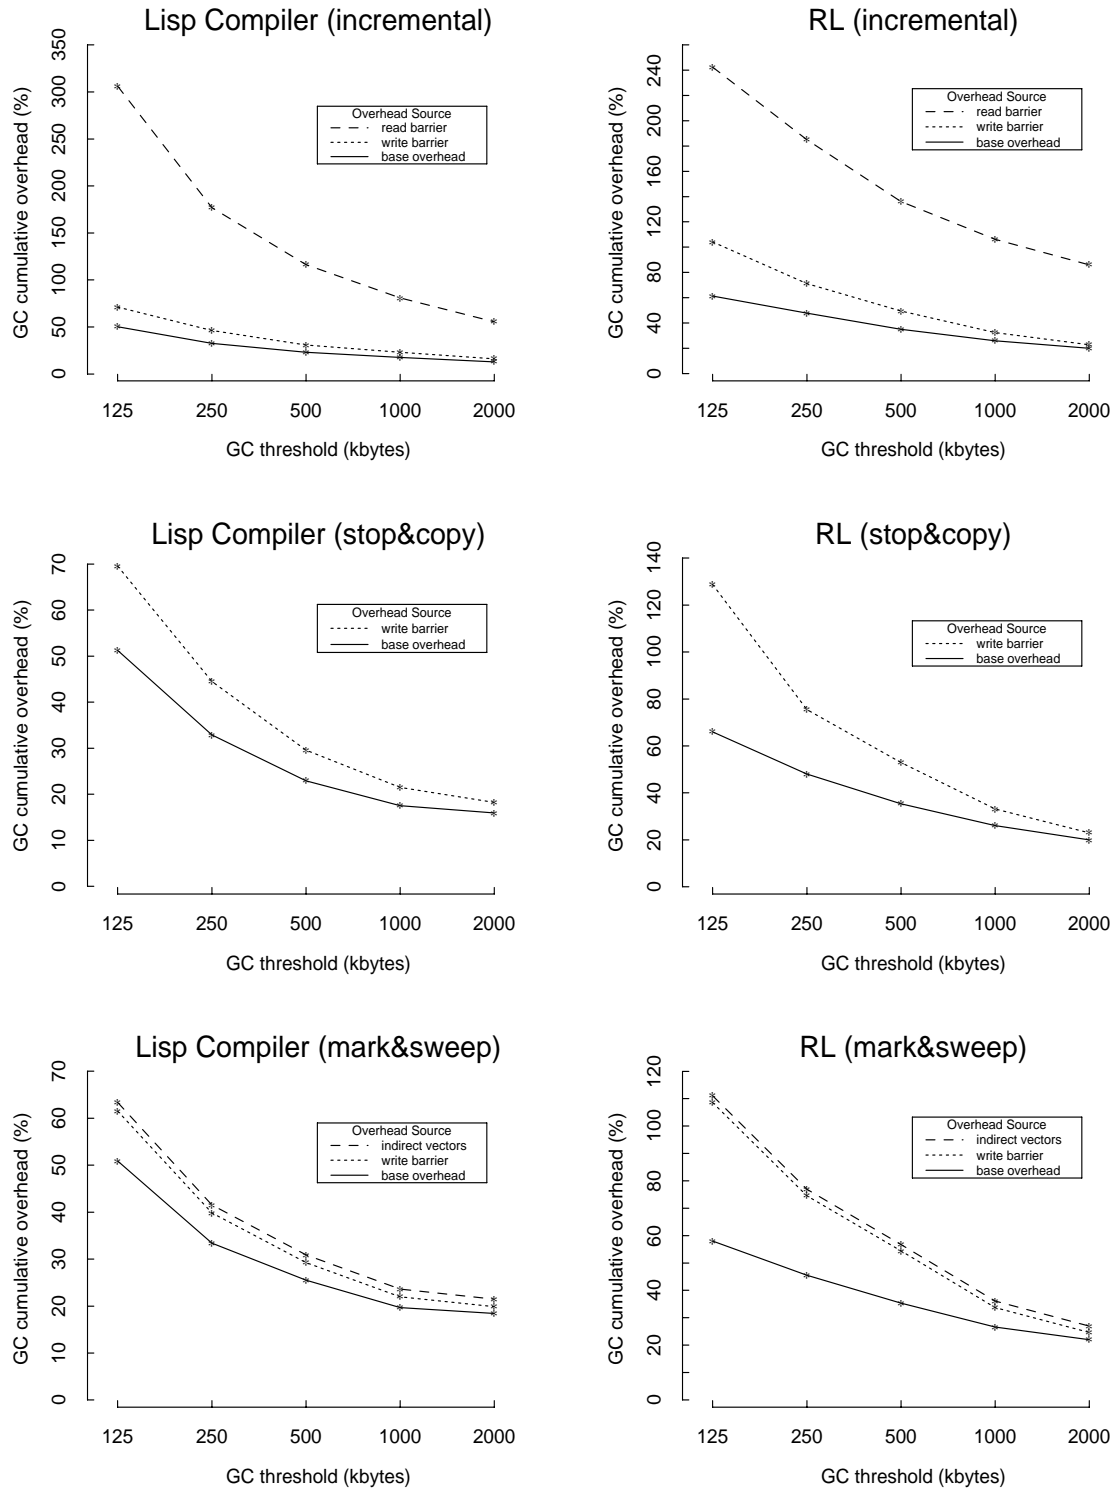 Lisp Compiler (incremental)
GC cumulative overhead (%)
350
300
250
200
150
100
50
0
Overhead Source
read barrier
write barrier
base overhead
125 250 500 1000 2000
GC threshold (kbytes)
RL (incremental)
GC cumulative overhead (%)
240
200
160
120
80
40
0
Overhead Source
read barrier
write barrier
base overhead
125 250 500 1000 2000
GC threshold (kbytes)
Lisp Compiler (stop&copy)
GC cumulative overhead (%)
70
60
50
40
30
20
10
0
Overhead Source
write barrier
base overhead
125 250 500 1000 2000
GC threshold (kbytes)
RL (stop&copy)
GC cumulative overhead (%)
140
120
100
80
60
40
20
0
Overhead Source
write barrier
base overhead
125 250 500 1000 2000
GC threshold (kbytes)
Lisp Compiler (mark&sweep)
GC cumulative overhead (%)
70
60
50
40
30
20
10
0
Overhead Source
indirect vectors
write barrier
base overhead
125 250 500 1000 2000
GC threshold (kbytes)
RL (mark&sweep)
GC cumulative overhead (%)
120
100
80
60
40
20
0
Overhead Source
indirect vectors
write barrier
base overhead
125 250 500 1000 2000
GC threshold (kbytes)